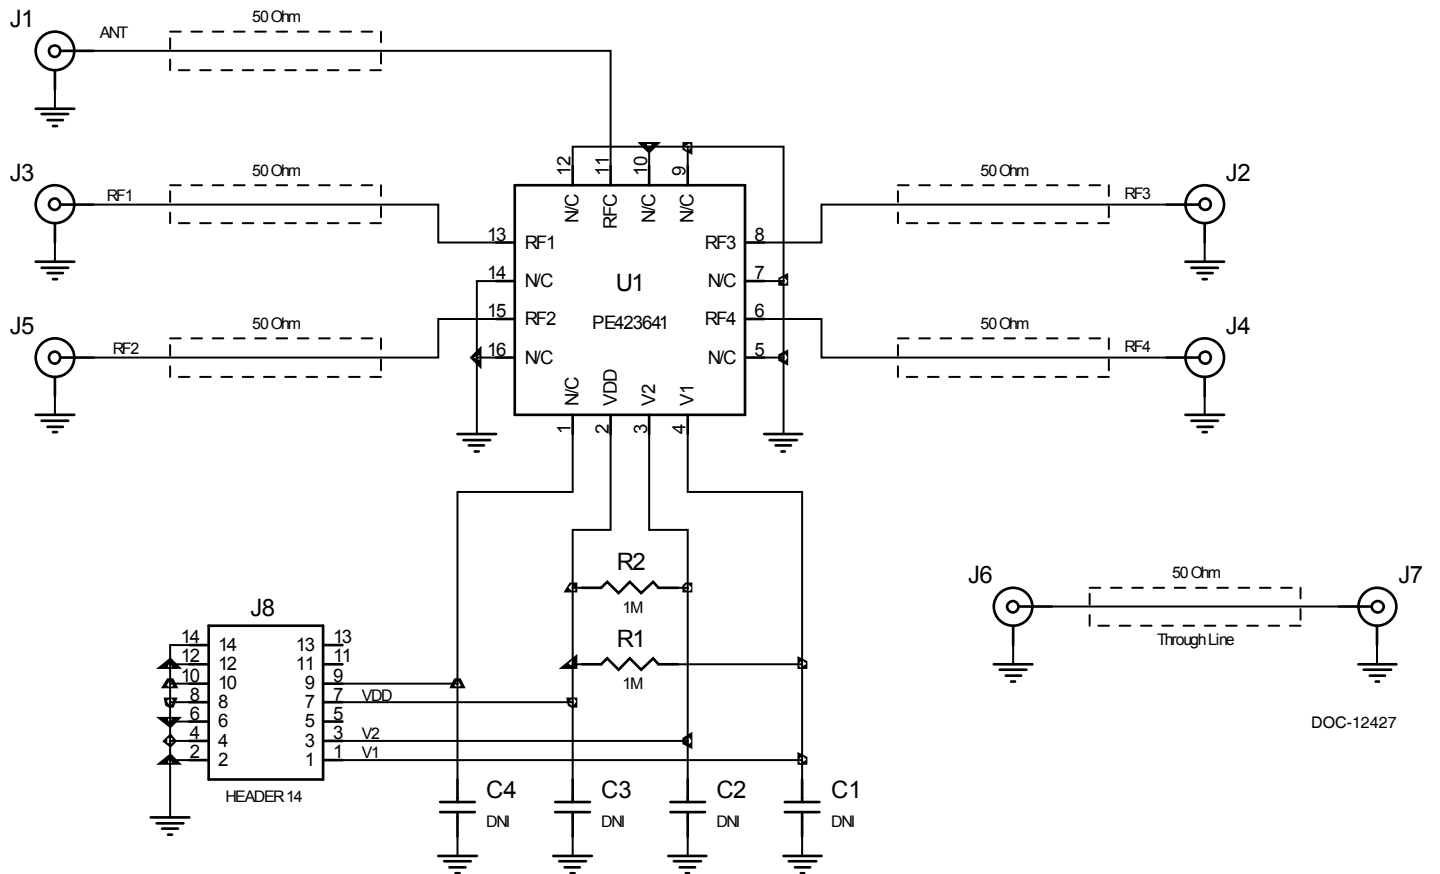 J1
ANT
50 Ohm
J3
RF1
50 Ohm
J5
RF2
50 Ohm
12
11
10
9
N/C
RFC
N/C
N/C
13 RF1
14 N/C
15 RF2
16 N/C
U1
PE423641
RF3 8
N/C 7
RF4 6
N/C 5
N/C
VDD
V2
V1
1
2
3
4
50 Ohm
RF3
J2
50 Ohm
RF4
J4
R2
1M
R1
1M
J8
14 14 13 13
12 12 11 11
10 10 9 9
8 8 7 7 VDD
6 6 5 5
4 4 3 3 V2
2 2 1 1 V1
HEADER 14
C4
DNI
C3
DNI
C2
DNI
C1
DNI
J6
50 Ohm
J7
Through Line
DOC-12427